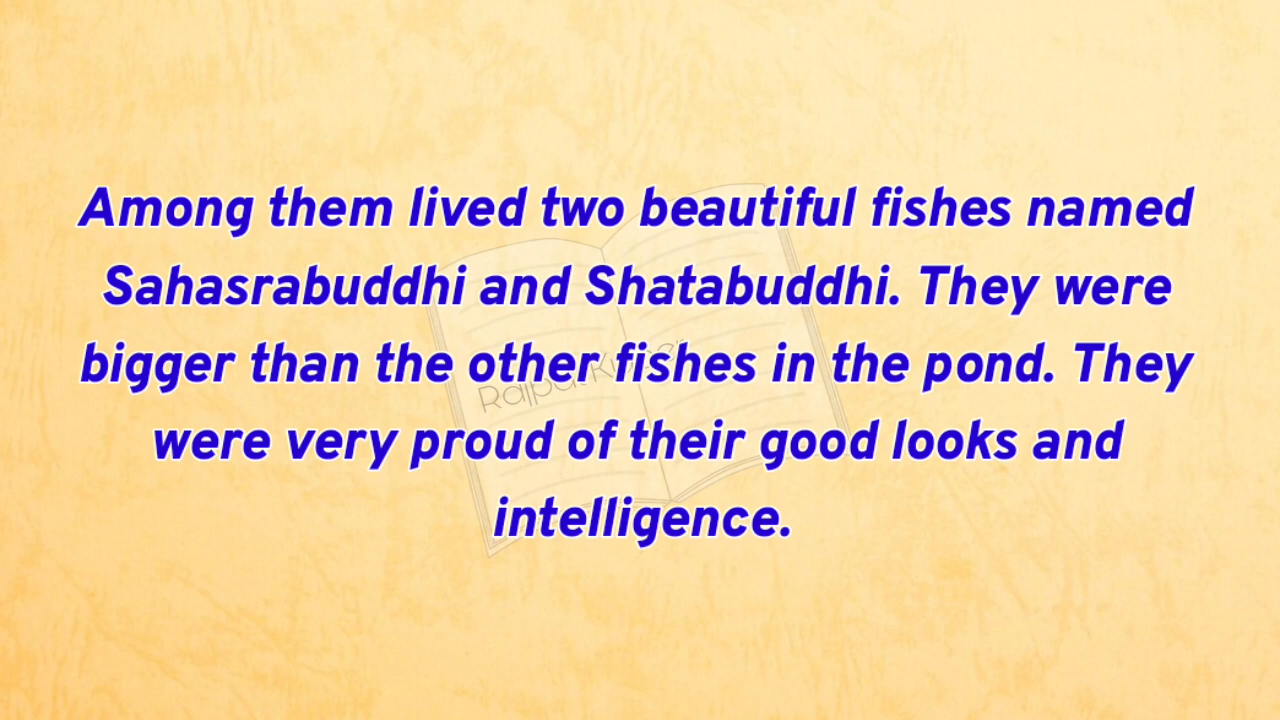 Among them lived two beautiful fishes named
Sahasrabuddhi and Shatabuddhi. They were
bigger than the other fishes in the pond. They
were very proud of their good looks and
intelligence.